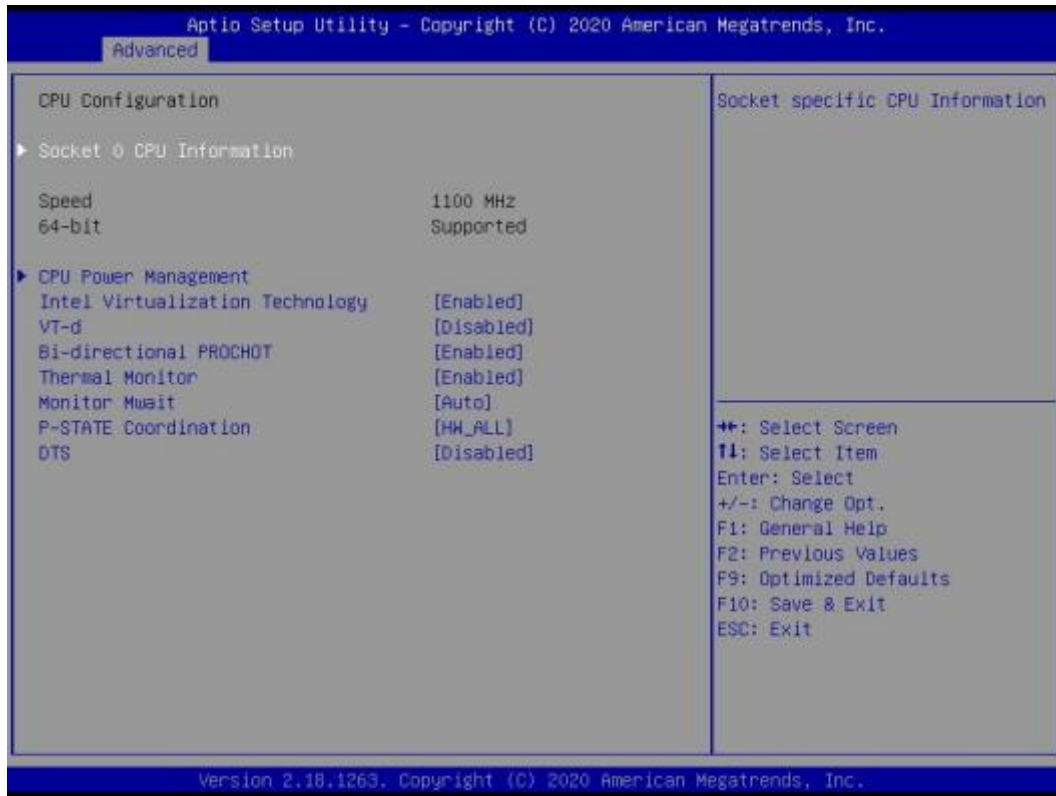 Aptio Setup Utility – Copyright (C) 2020 American Megatrends, Inc.
Advanced
CPU Configuration
Socket 0 CPU Information
Speed 1100 MHz
64-bit Supported
CPU Power Management
Intel Virtualization Technology [Enabled]
VT-d [Disabled]
Bi-directional PROCHOT [Enabled]
Thermal Monitor [Enabled]
Monitor Mwait [Auto]
P-STATE Coordination [HW_ALL]
DTS [Disabled]
Socket specific CPU Information
→←: Select Screen
↑↓: Select Item
Enter: Select
+/-: Change Opt.
F1: General Help
F2: Previous Values
F9: Optimized Defaults
F10: Save & Exit
ESC: Exit
Version 2.18.1263. Copyright (C) 2020 American Megatrends, Inc.